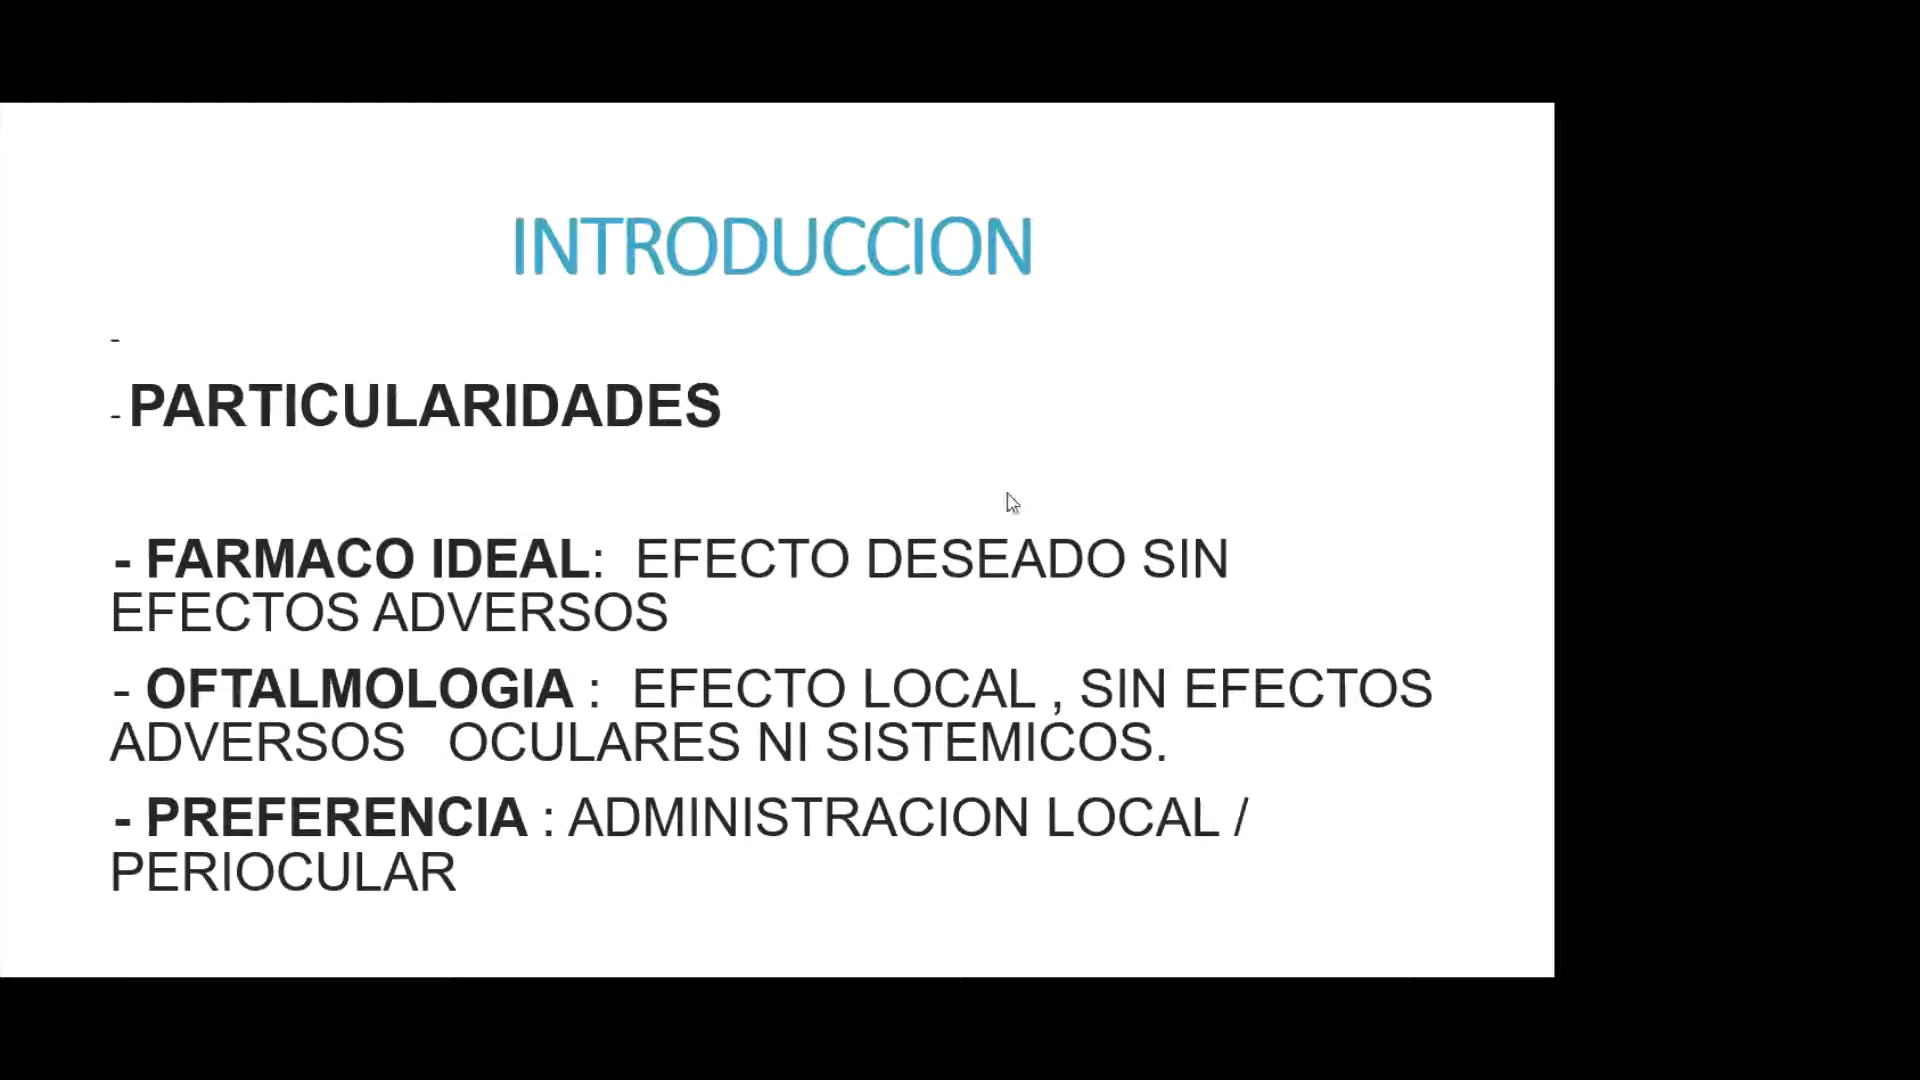 INTRODUCCION
-
- PARTICULARIDADES
- FARMACO IDEAL:  EFECTO DESEADO SIN
EFECTOS ADVERSOS
- OFTALMOLOGIA :  EFECTO LOCAL , SIN EFECTOS
ADVERSOS   OCULARES NI SISTEMICOS.
- PREFERENCIA : ADMINISTRACION LOCAL /
PERIOCULAR